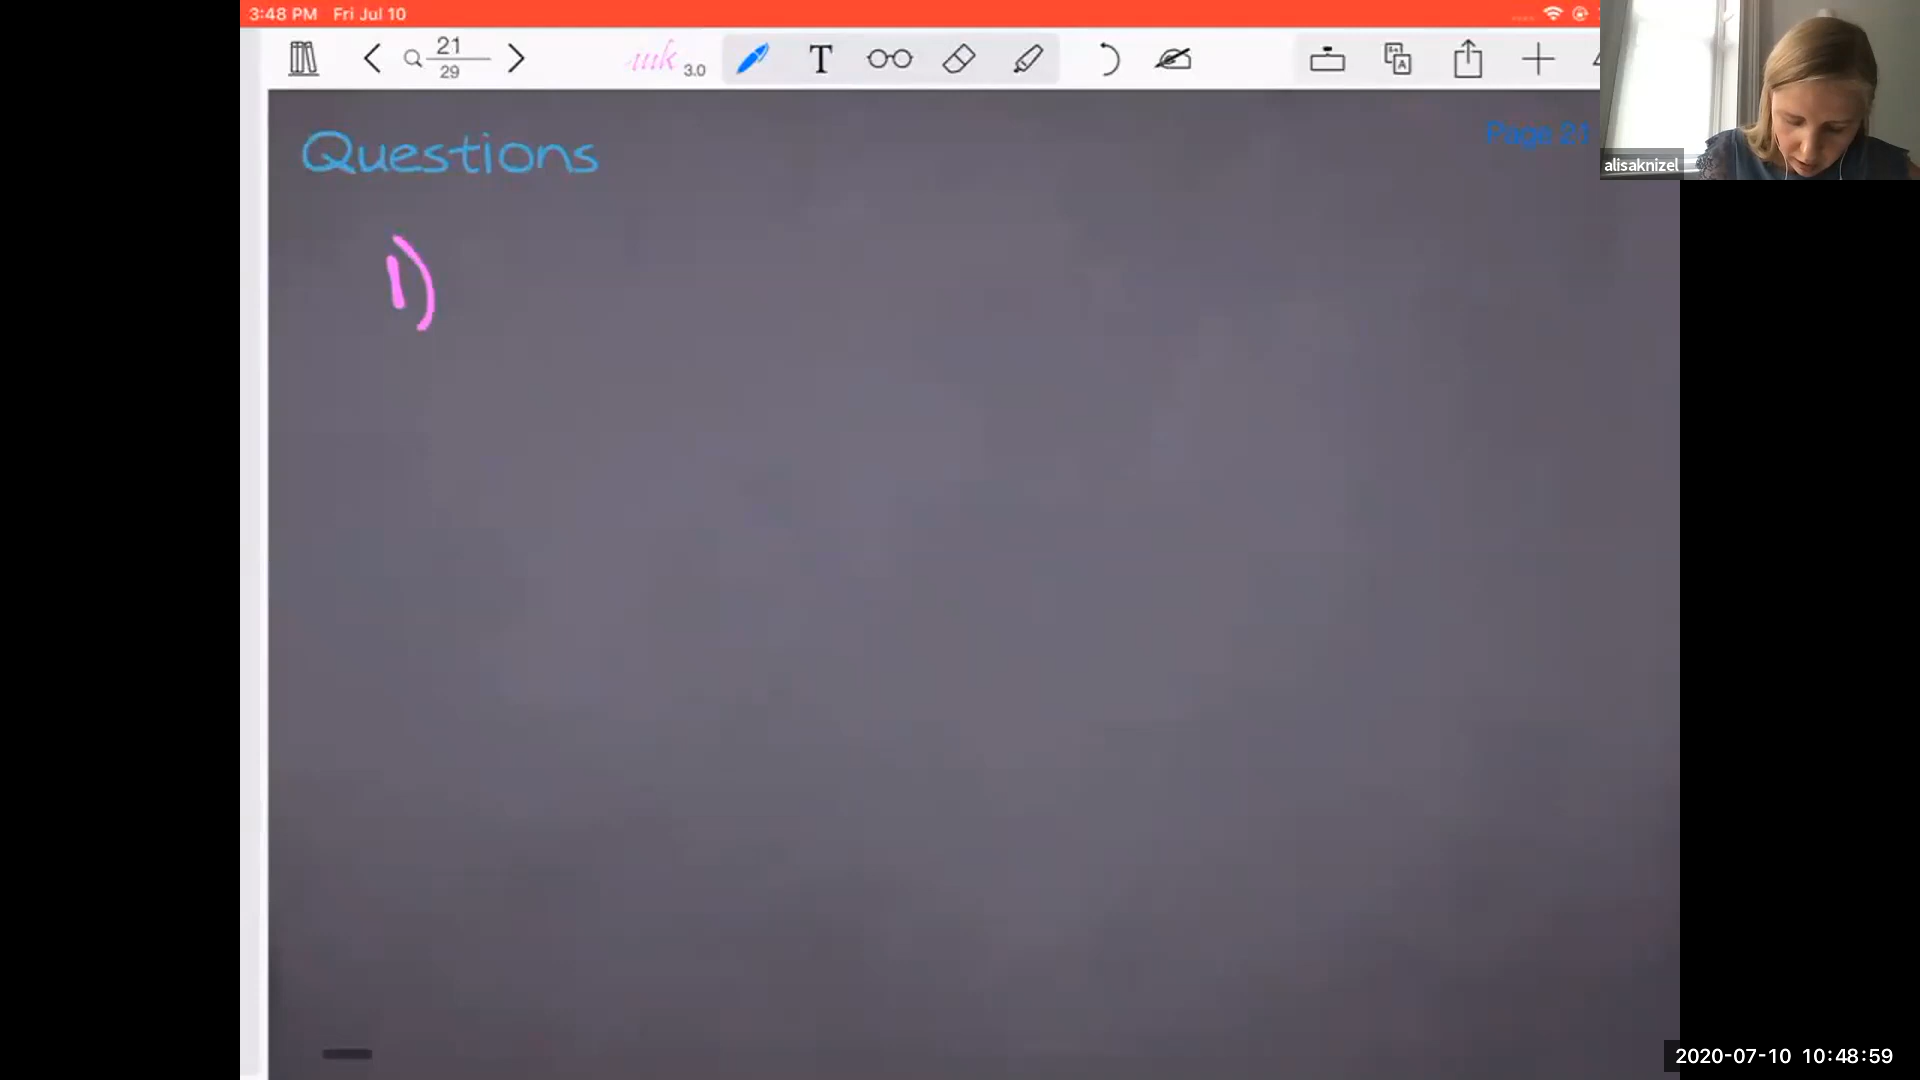 3:48 PM Fri Jul 10
21
29
ink 3.0
T
A
Questions
Page 21
alisaknizel
1)
2020-07-10 10:48:59